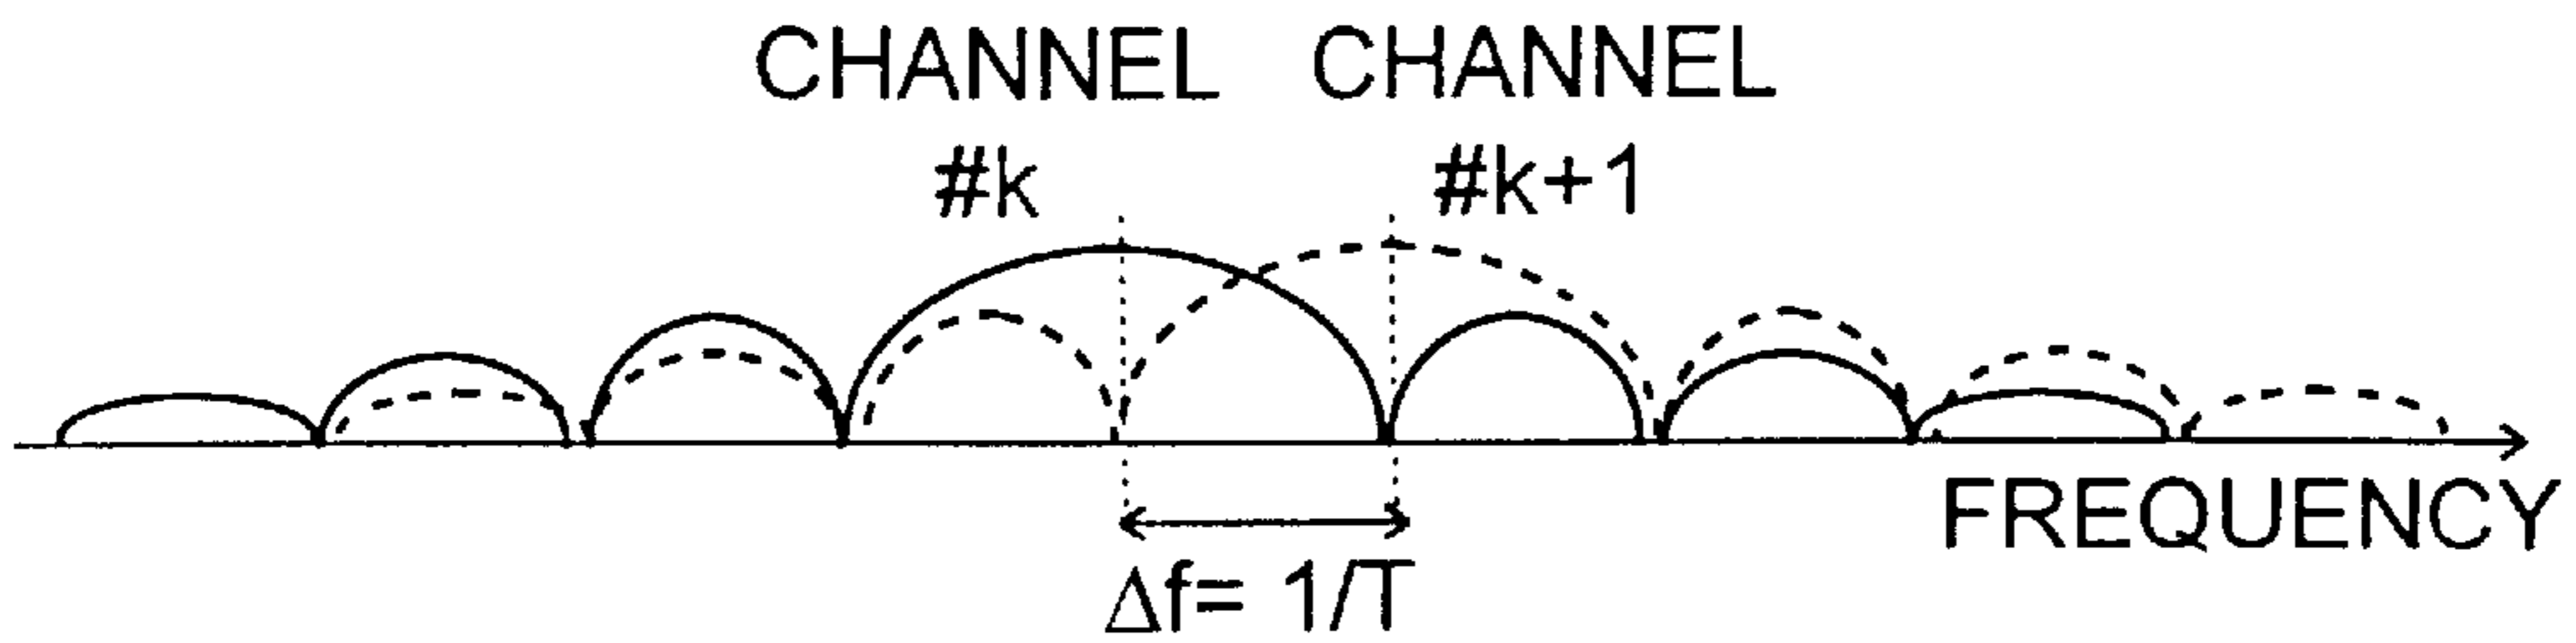 CHANNEL CHANNEL
#k #k+1
FREQUENCY
Δf= 1/T